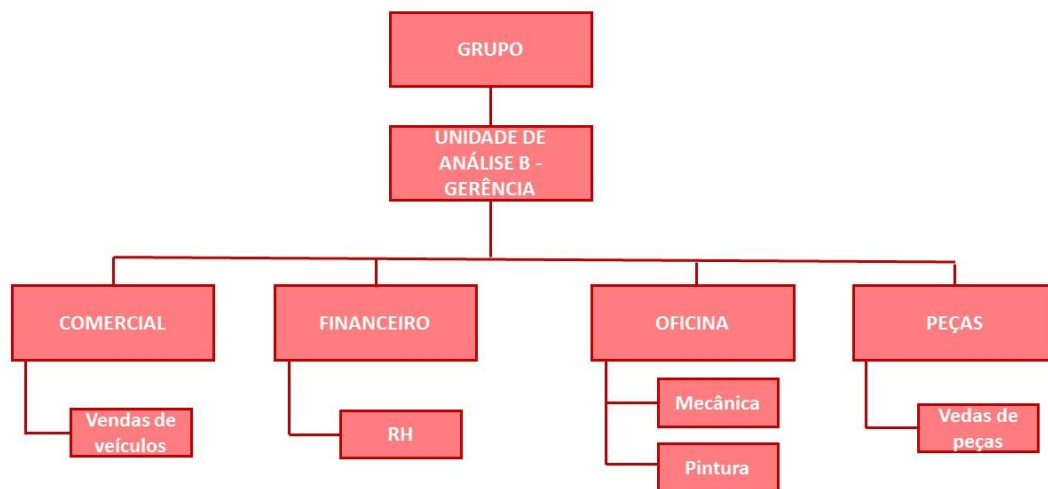 GRUPO
UNIDADE DE
ANÁLISE B -
GERÊNCIA
COMERCIAL
FINANCEIRO
OFICINA
PEÇAS
Vendas de
veículos
RH
Mecânica
Pintura
Vedas de
peças